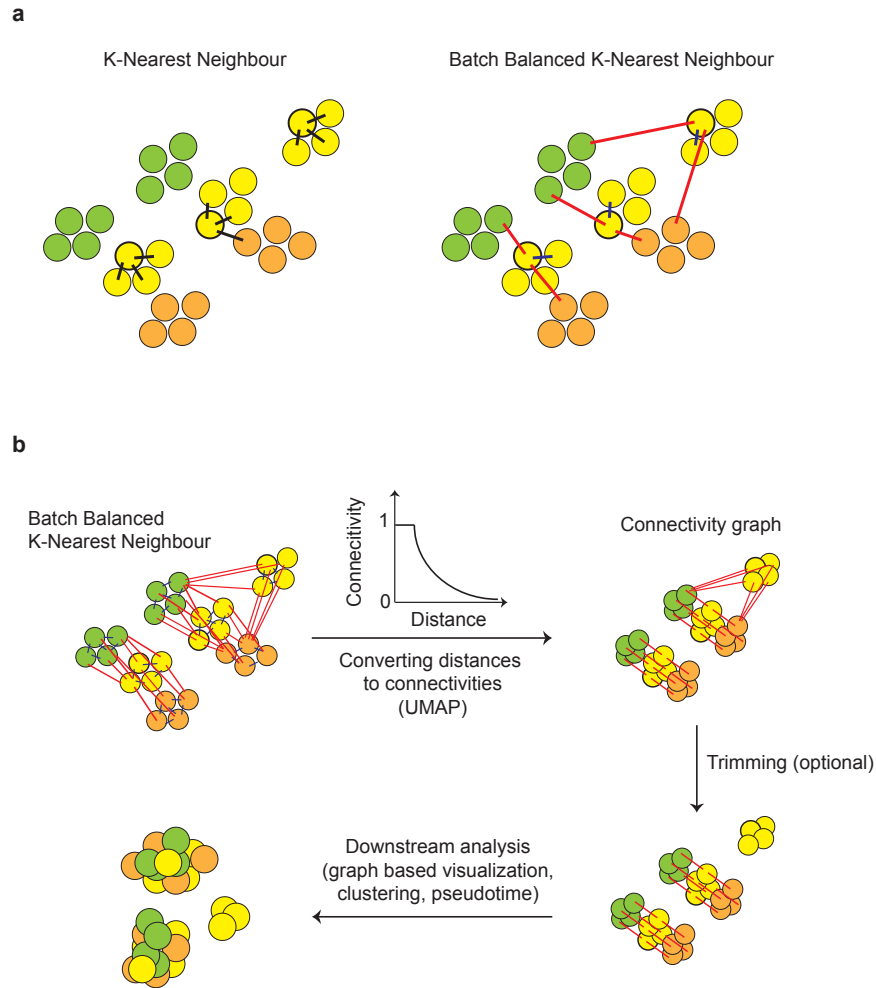 a
K-Nearest Neighbour
Batch Balanced K-Nearest Neighbour
b
Batch Balanced
K-Nearest Neighbour
Connecitivity
1
0
Distance
Converting distances
to connectivities
(UMAP)
Connectivity graph
Trimming (optional)
Downstream analysis
(graph based visualization,
clustering, pseudotime)